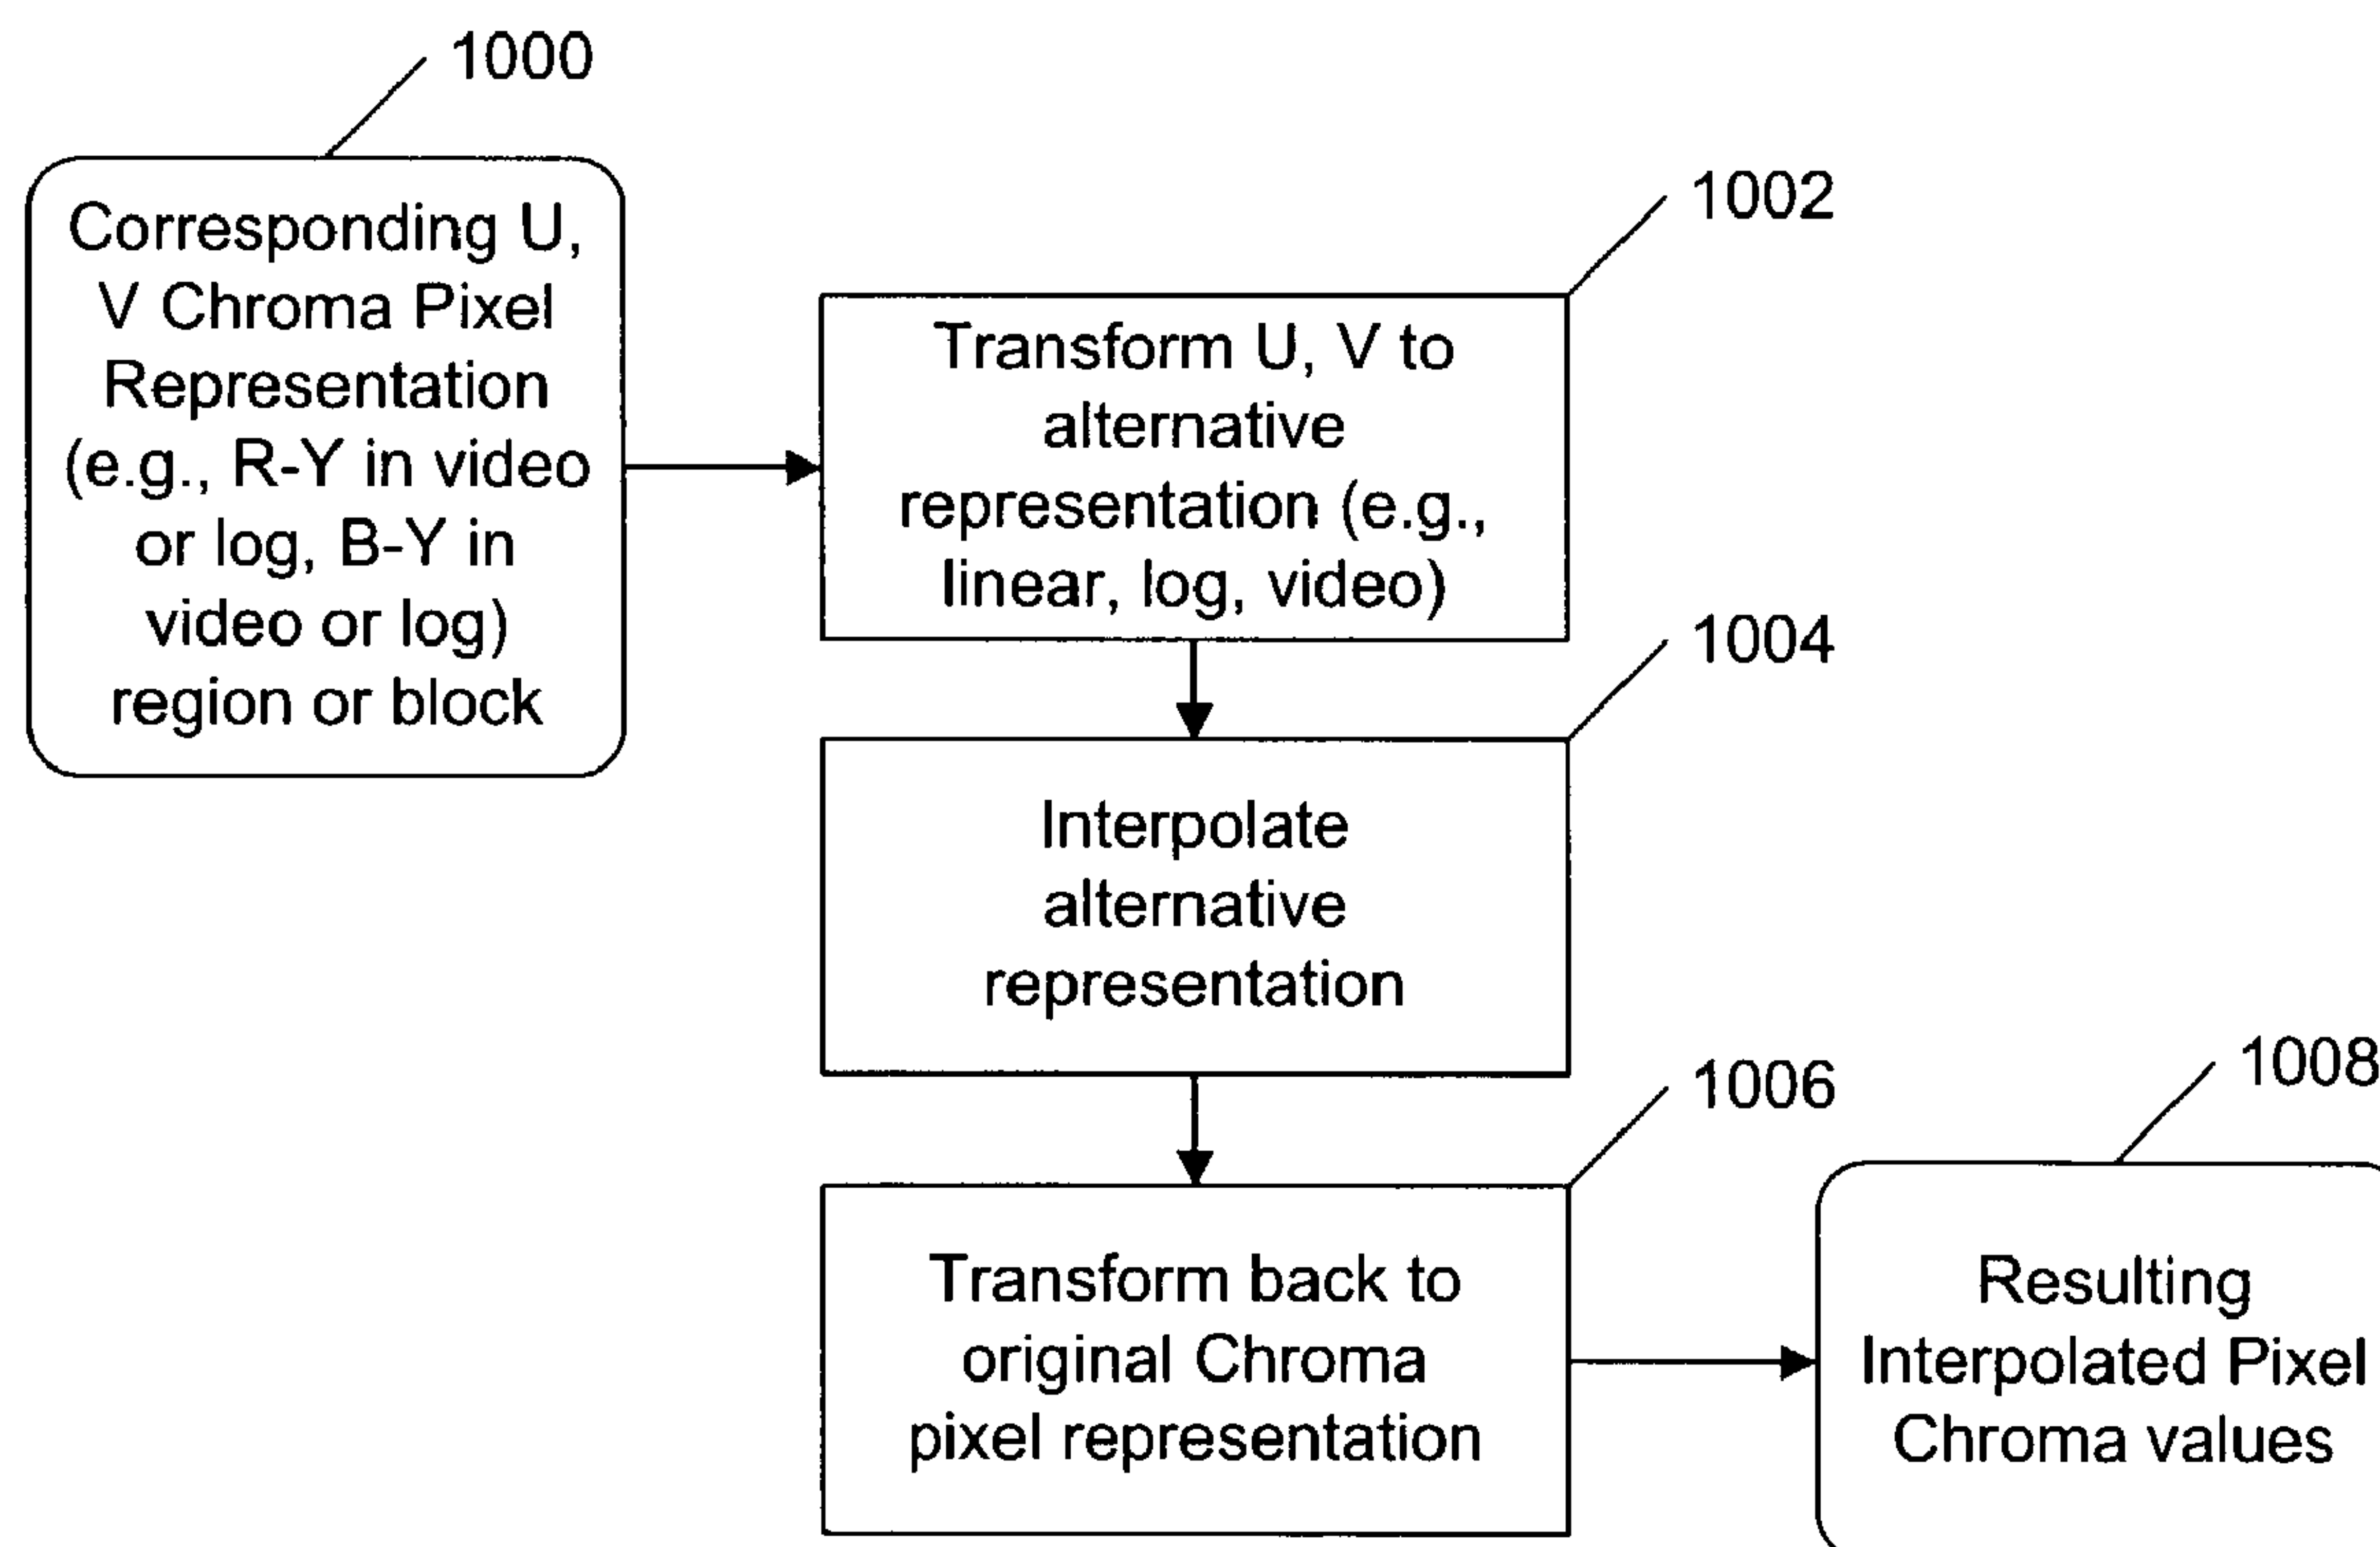 1000
Corresponding U,
V Chroma Pixel
Representation
(e.g., R-Y in video
or log, B-Y in
video or log)
region or block
1002
Transform U, V to
alternative
representation (e.g.,
linear, log, video)
1004
Interpolate
alternative
representation
1006
Transform back to
original Chroma
pixel representation
1008
Resulting
Interpolated Pixel
Chroma values